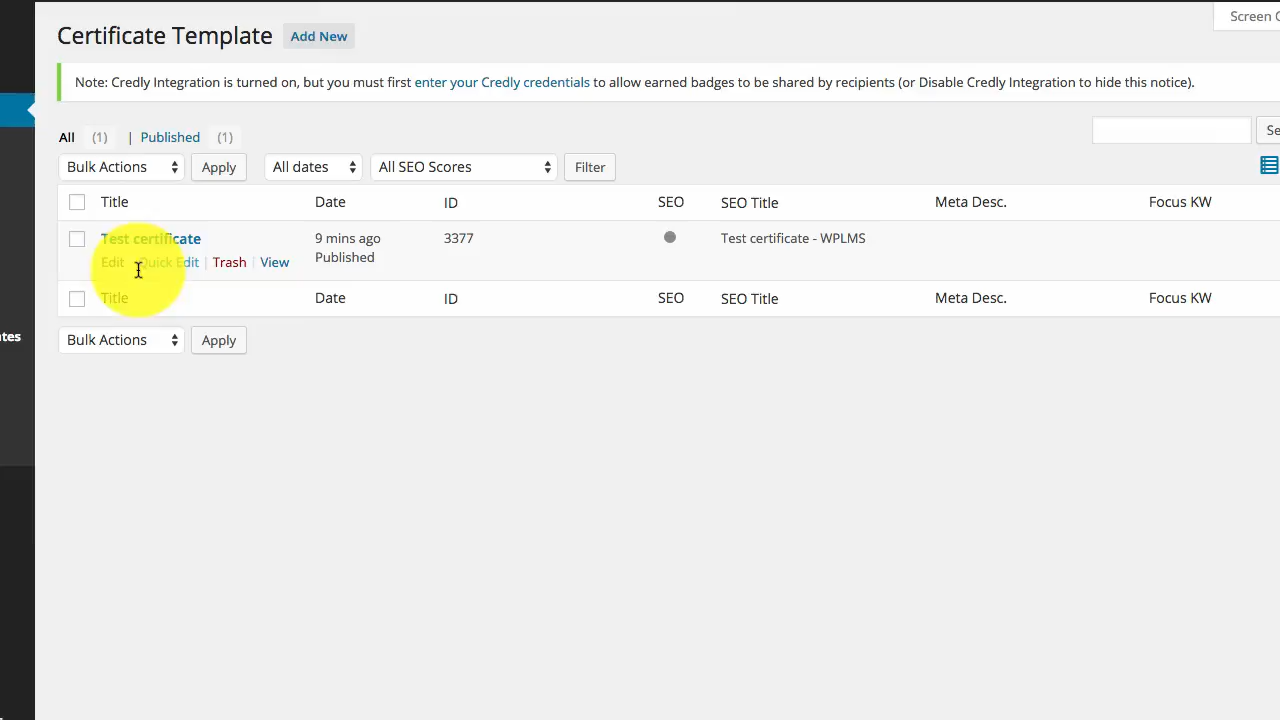 Screen
Certificate Template Add New
Note: Credly Integration is turned on, but you must first enter your Credly credentials to allow earned badges to be shared by recipients (or Disable Credly Integration to hide this notice).
All (1) | Published (1)
Bulk Actions Apply All dates All SEO Scores Filter
Title Date ID SEO SEO Title Meta Desc. Focus KW
Test certificate 9 mins ago 3377 Test certificate - WPLMS
Published
Edit Quick Edit | Trash | View
Title Date ID SEO SEO Title Meta Desc. Focus KW
Bulk Actions Apply